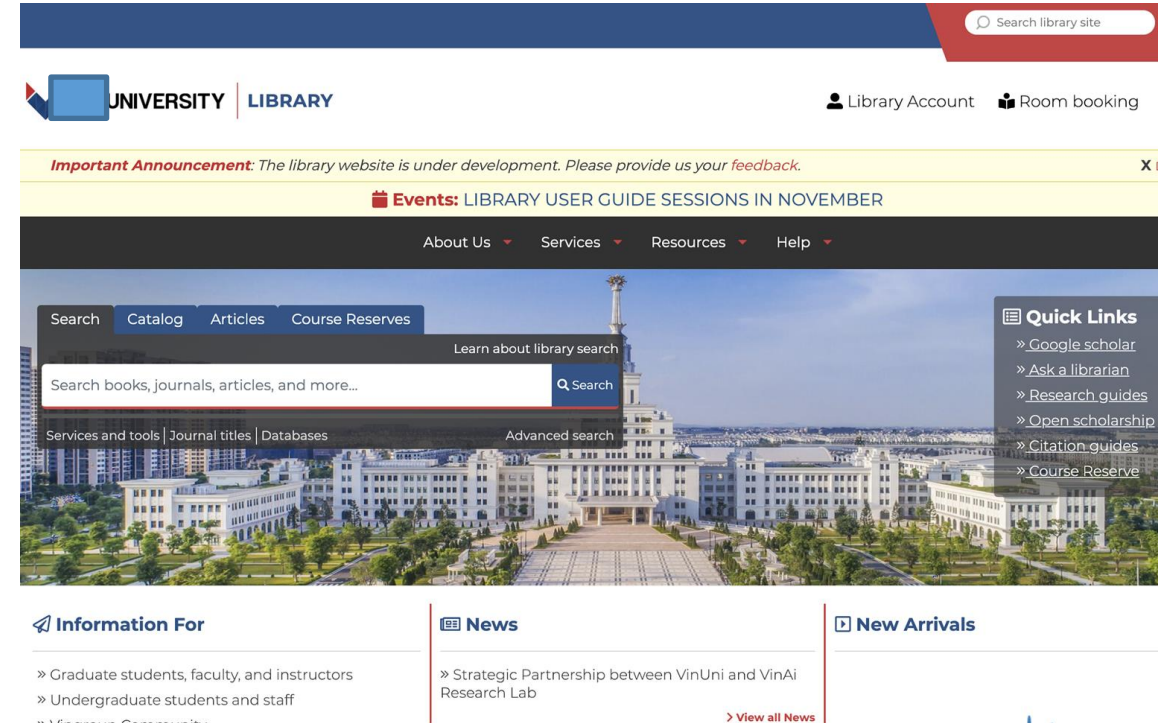 Search library site
UNIVERSITY LIBRARY
Library Account Room booking
Important Announcement: The library website is under development. Please provide us your feedback.
X
Events: LIBRARY USER GUIDE SESSIONS IN NOVEMBER
About Us Services Resources Help
Search Catalog Articles Course Reserves
Learn about library search
Search books, journals, articles, and more...
Search
Services and tools | Journal titles | Databases
Advanced search
Quick Links
» Google scholar
» Ask a librarian
» Research guides
» Open scholarship
» Citation guides
» Course Reserve
Information For
» Graduate students, faculty, and instructors
» Undergraduate students and staff
» Vingroup Community
News
» Strategic Partnership between VinUni and VinAi
Research Lab
> View all News
New Arrivals